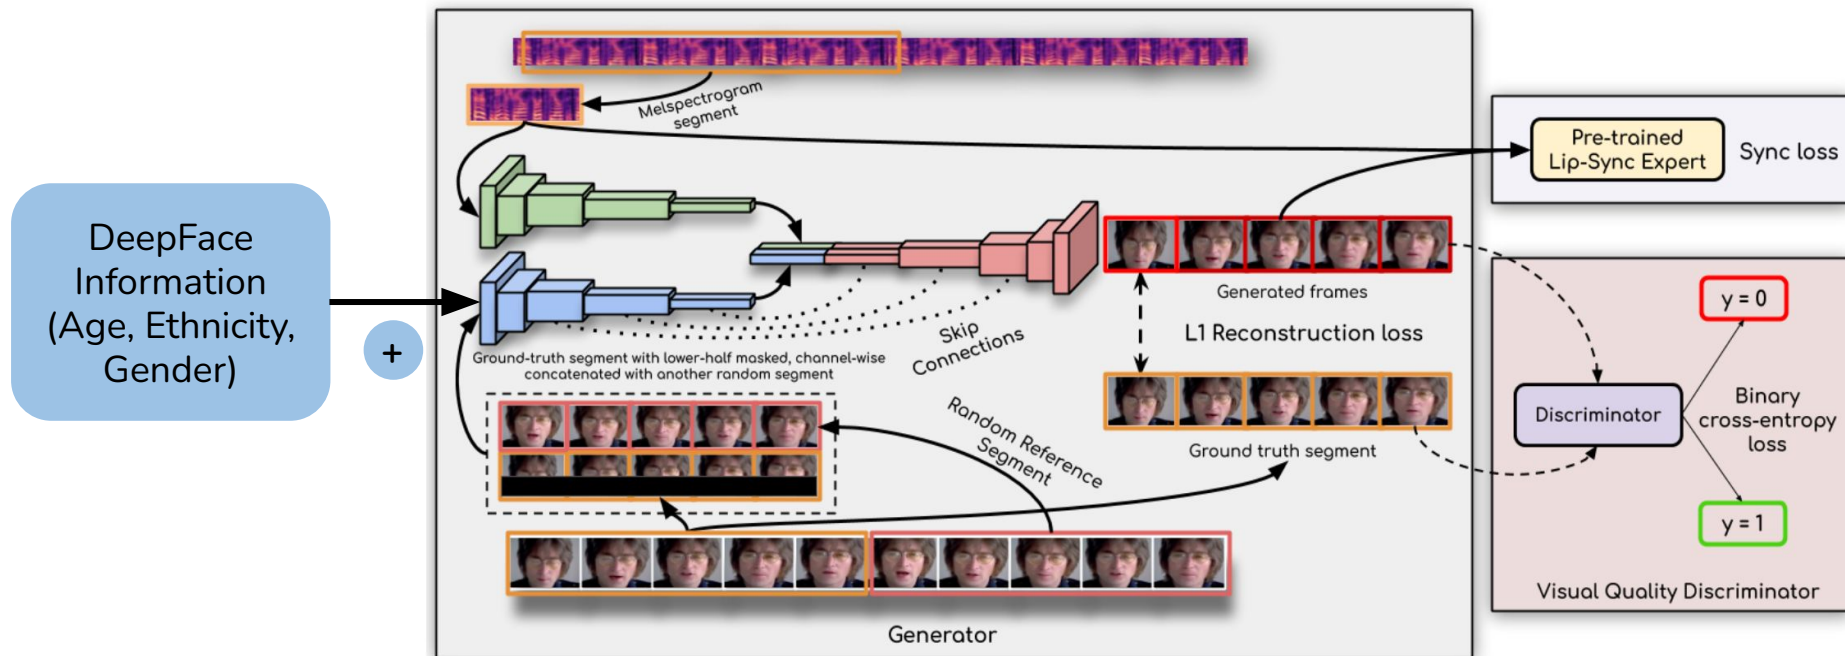 DeepFace
Information
(Age, Ethnicity,
Gender)
+
Melspectrogram
segment
Ground-truth segment with lower-half masked, channel-wise
concatenated with another random segment
Skip
Connections
Random Reference
Segment
Generated frames
L1 Reconstruction loss
Ground truth segment
Generator
Pre-trained
Lip-Sync Expert
Sync loss
y = 0
Discriminator
Binary
cross-entropy
loss
y = 1
Visual Quality Discriminator